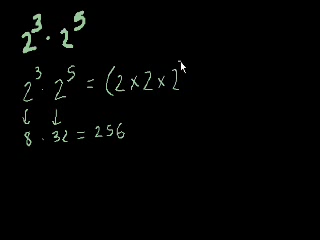 2³ · 2⁵
2³ · 2⁵ = (2 × 2 × 2
↓ ↓
8 · 32 = 256